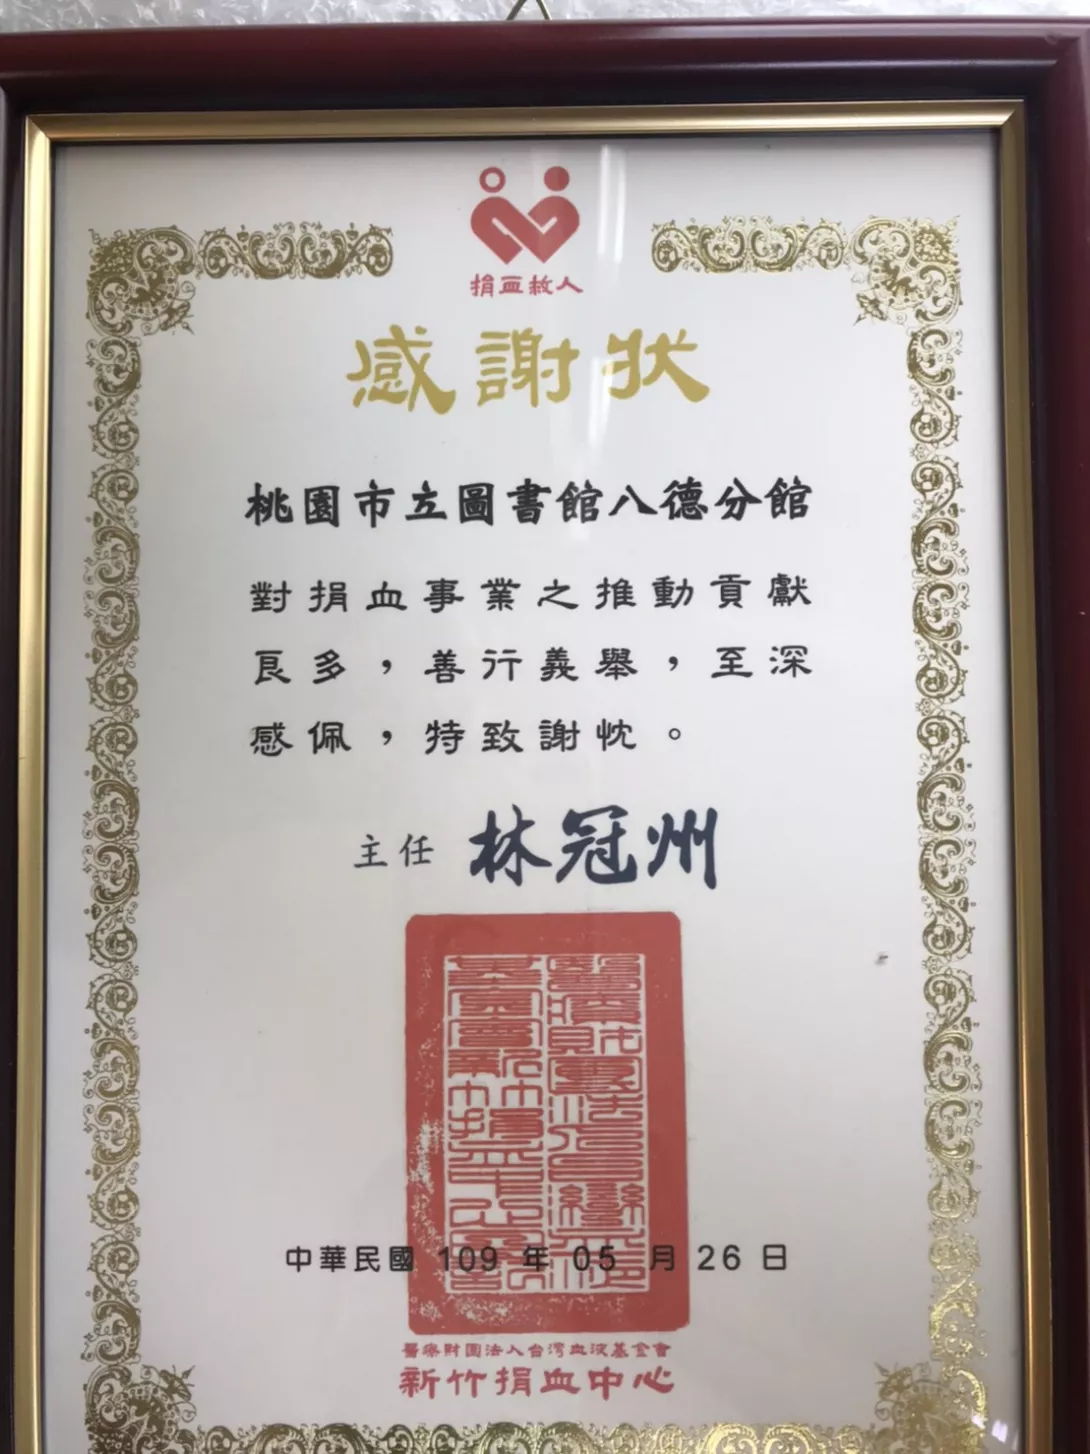 捐血救人
感謝狀
桃園市立圖書館八德分館
對捐血事業之推動貢獻
良多，善行義舉，至深
感佩，特致謝忱。
主任 林冠州
中華民國 109 年 05 月 26 日
醫療財團法人台灣血液基金會
新竹捐血中心